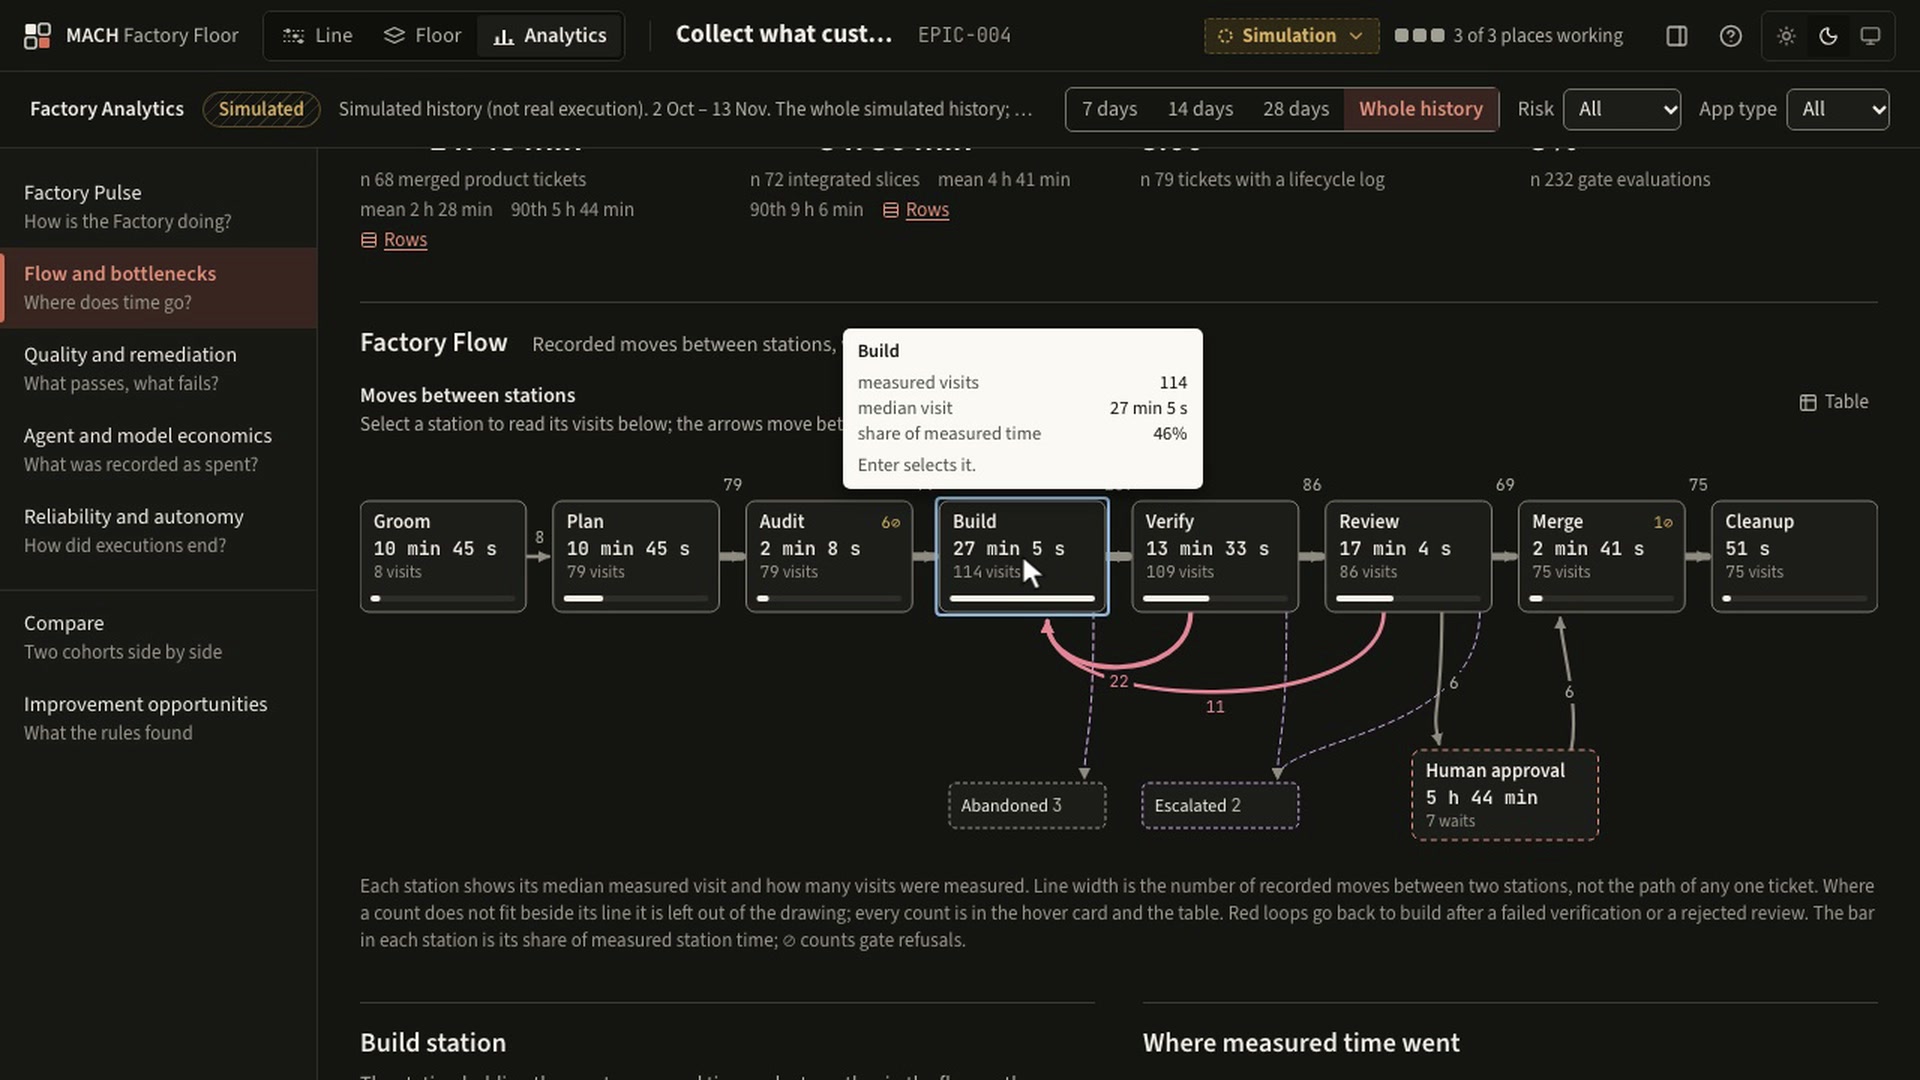 MACH Factory Floor
Line
Floor
Analytics
Collect what cust…
EPIC-004
Simulation
3 of 3 places working
Factory Analytics
Simulated
Simulated history (not real execution). 2 Oct – 13 Nov. The whole simulated history; …
7 days
14 days
28 days
Whole history
Risk
All
App type
All
Factory Pulse
How is the Factory doing?
Flow and bottlenecks
Where does time go?
Quality and remediation
What passes, what fails?
Agent and model economics
What was recorded as spent?
Reliability and autonomy
How did executions end?
Compare
Two cohorts side by side
Improvement opportunities
What the rules found
n 68 merged product tickets
mean 2 h 28 min 90th 5 h 44 min
Rows
n 72 integrated slices mean 4 h 41 min
90th 9 h 6 min Rows
n 79 tickets with a lifecycle log
n 232 gate evaluations
Factory Flow
Recorded moves between stations,
Moves between stations
Select a station to read its visits below; the arrows move bet
Table
Build
measured visits 114
median visit 27 min 5 s
share of measured time 46%
Enter selects it.
79
86
69
75
Groom
10 min 45 s
8 visits
8
Plan
10 min 45 s
79 visits
Audit 6⊘
2 min 8 s
79 visits
Build
27 min 5 s
114 visits
Verify
13 min 33 s
109 visits
Review
17 min 4 s
86 visits
Merge 1⊘
2 min 41 s
75 visits
Cleanup
51 s
75 visits
22
11
6
6
Abandoned 3
Escalated 2
Human approval
5 h 44 min
7 waits
Each station shows its median measured visit and how many visits were measured. Line width is the number of recorded moves between two stations, not the path of any one ticket. Where
a count does not fit beside its line it is left out of the drawing; every count is in the hover card and the table. Red loops go back to build after a failed verification or a rejected review. The bar
in each station is its share of measured station time; ⊘ counts gate refusals.
Build station
Where measured time went